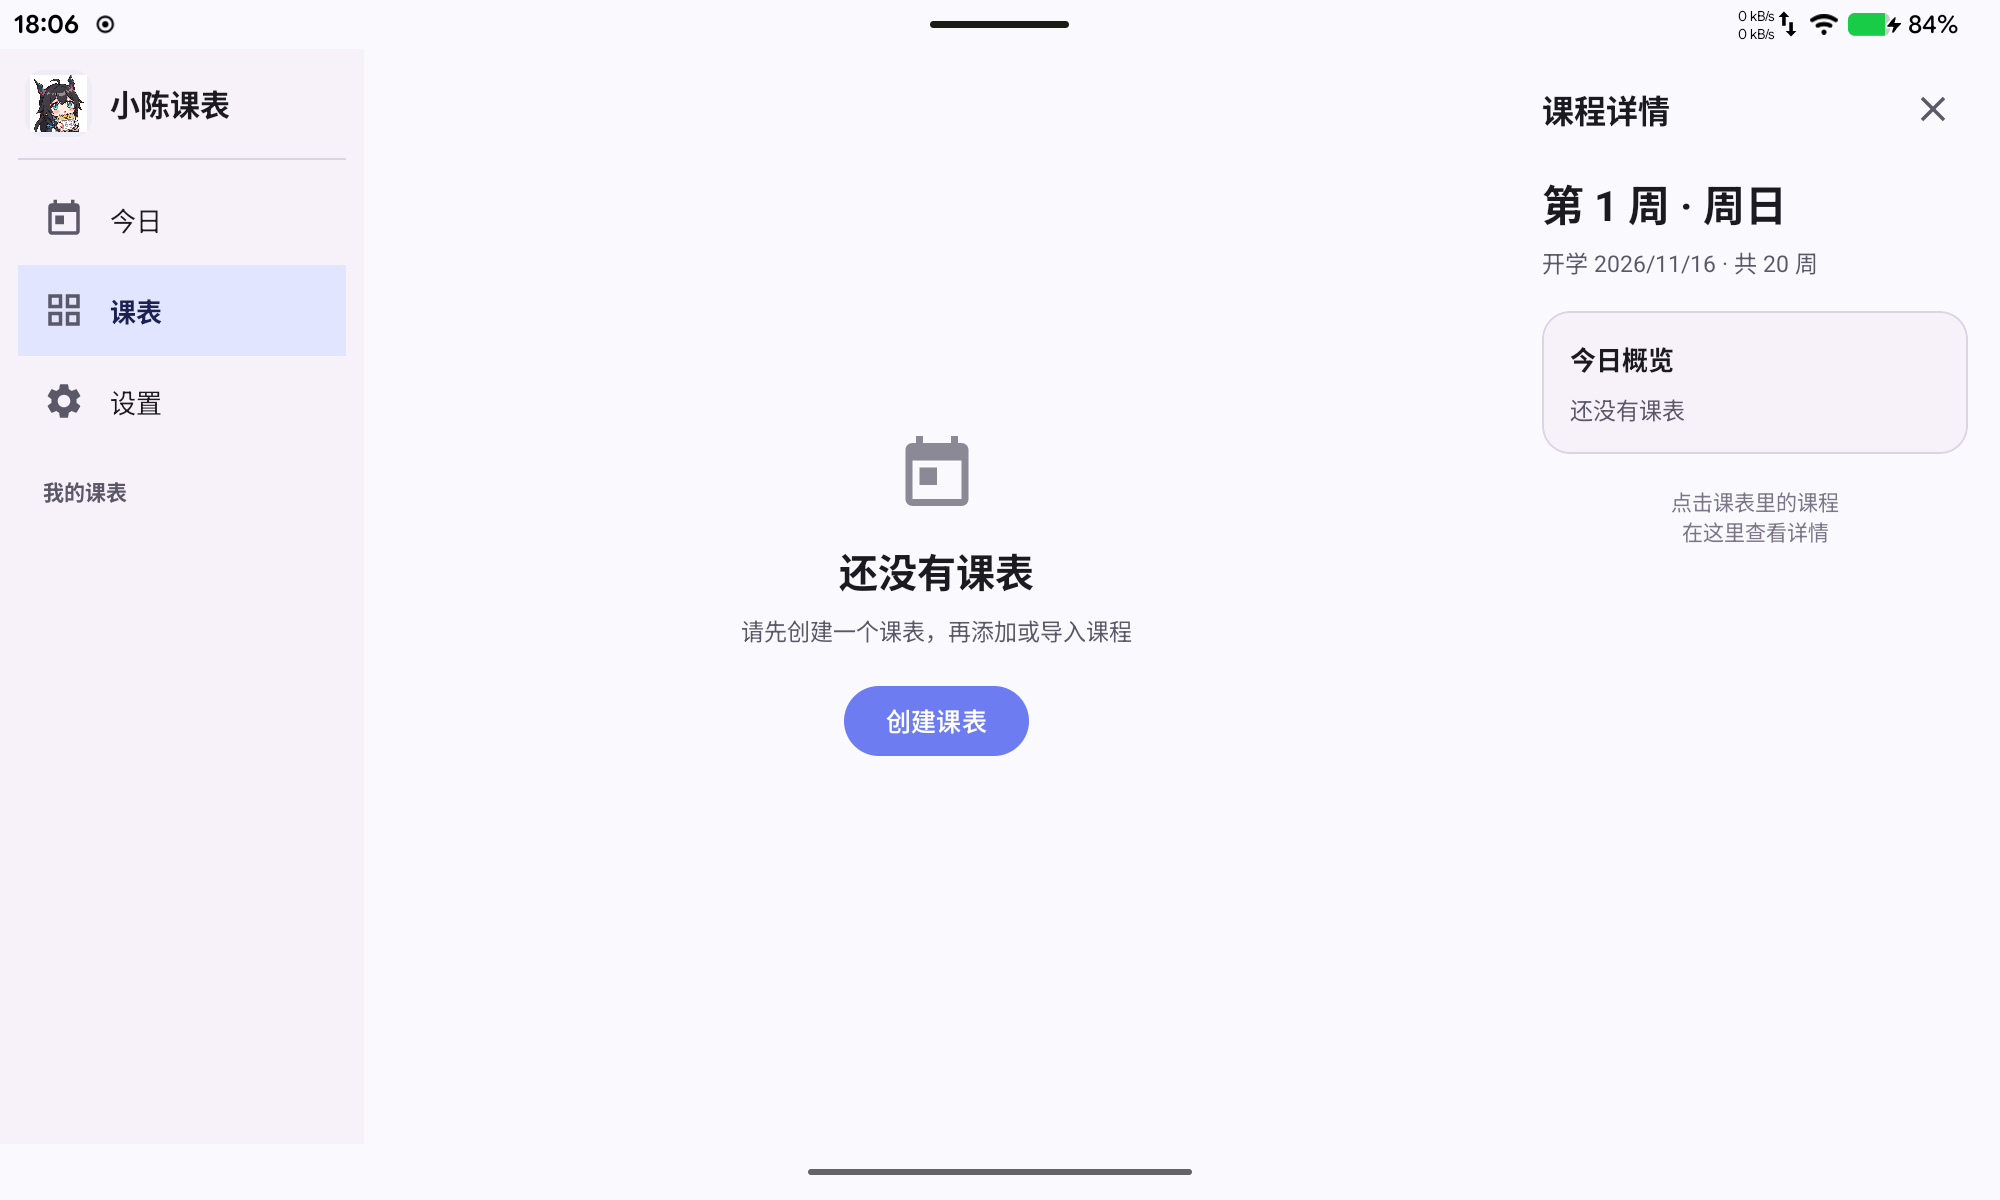 18:06
0 kB/s
0 kB/s
84%
小陈课表
今日
课表
设置
我的课表
还没有课表
请先创建一个课表，再添加或导入课程
创建课表
课程详情
第 1 周 · 周日
开学 2026/11/16 · 共 20 周
今日概览
还没有课表
点击课表里的课程
在这里查看详情